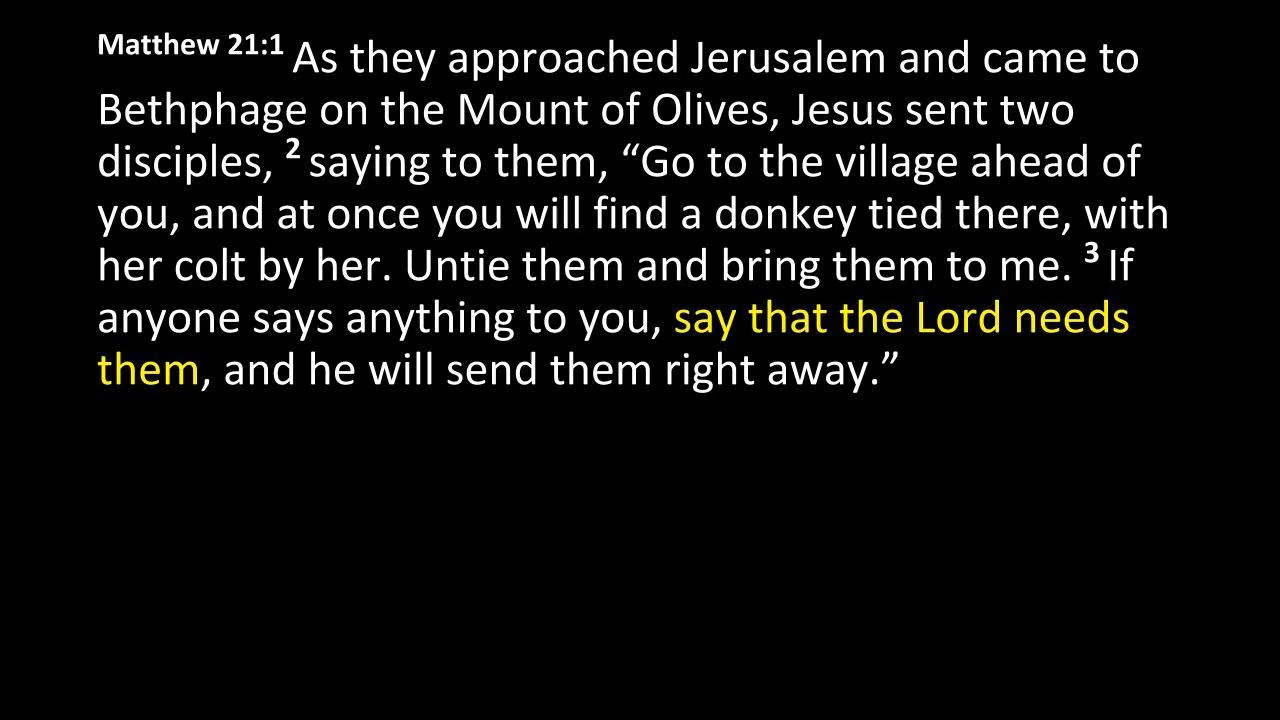 Matthew 21:1 As they approached Jerusalem and came to
Bethphage on the Mount of Olives, Jesus sent two
disciples, 2 saying to them, “Go to the village ahead of
you, and at once you will find a donkey tied there, with
her colt by her. Untie them and bring them to me. 3 If
anyone says anything to you, say that the Lord needs
them, and he will send them right away.”